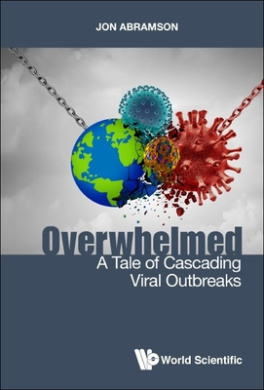 JON ABRAMSON
Overwhelmed
A Tale of Cascading
Viral Outbreaks
World Scientific